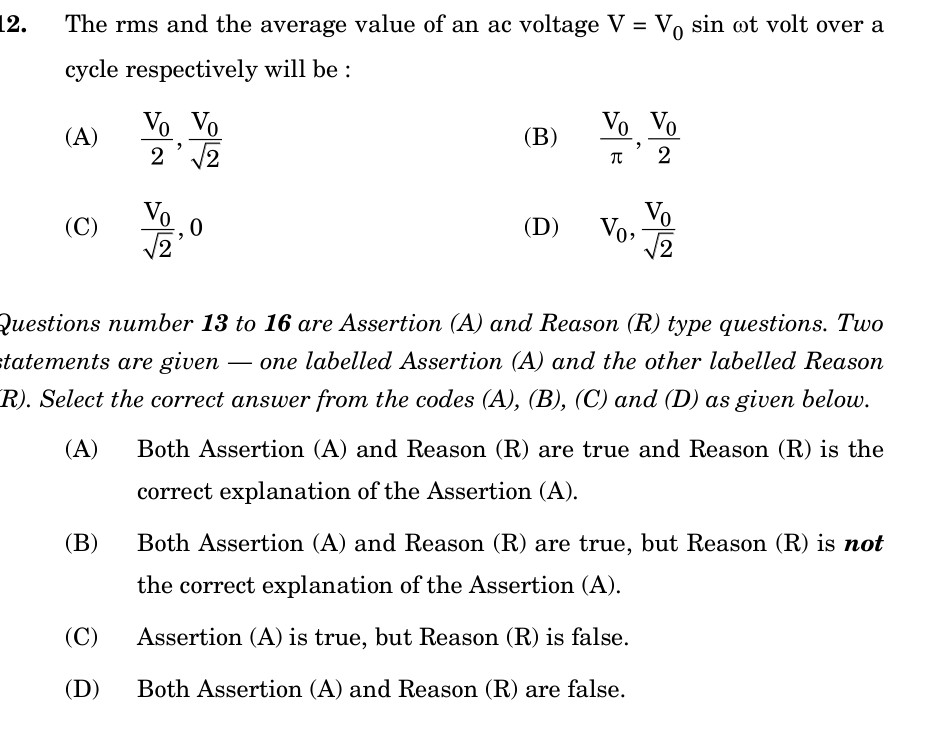 12. The rms and the average value of an ac voltage V = V₀ sin ωt volt over a
cycle respectively will be :
(A) V₀/2, V₀/√2 (B) V₀/π, V₀/2
(C) V₀/√2, 0 (D) V₀, V₀/√2
Questions number 13 to 16 are Assertion (A) and Reason (R) type questions. Two
statements are given — one labelled Assertion (A) and the other labelled Reason
(R). Select the correct answer from the codes (A), (B), (C) and (D) as given below.
(A) Both Assertion (A) and Reason (R) are true and Reason (R) is the
correct explanation of the Assertion (A).
(B) Both Assertion (A) and Reason (R) are true, but Reason (R) is not
the correct explanation of the Assertion (A).
(C) Assertion (A) is true, but Reason (R) is false.
(D) Both Assertion (A) and Reason (R) are false.